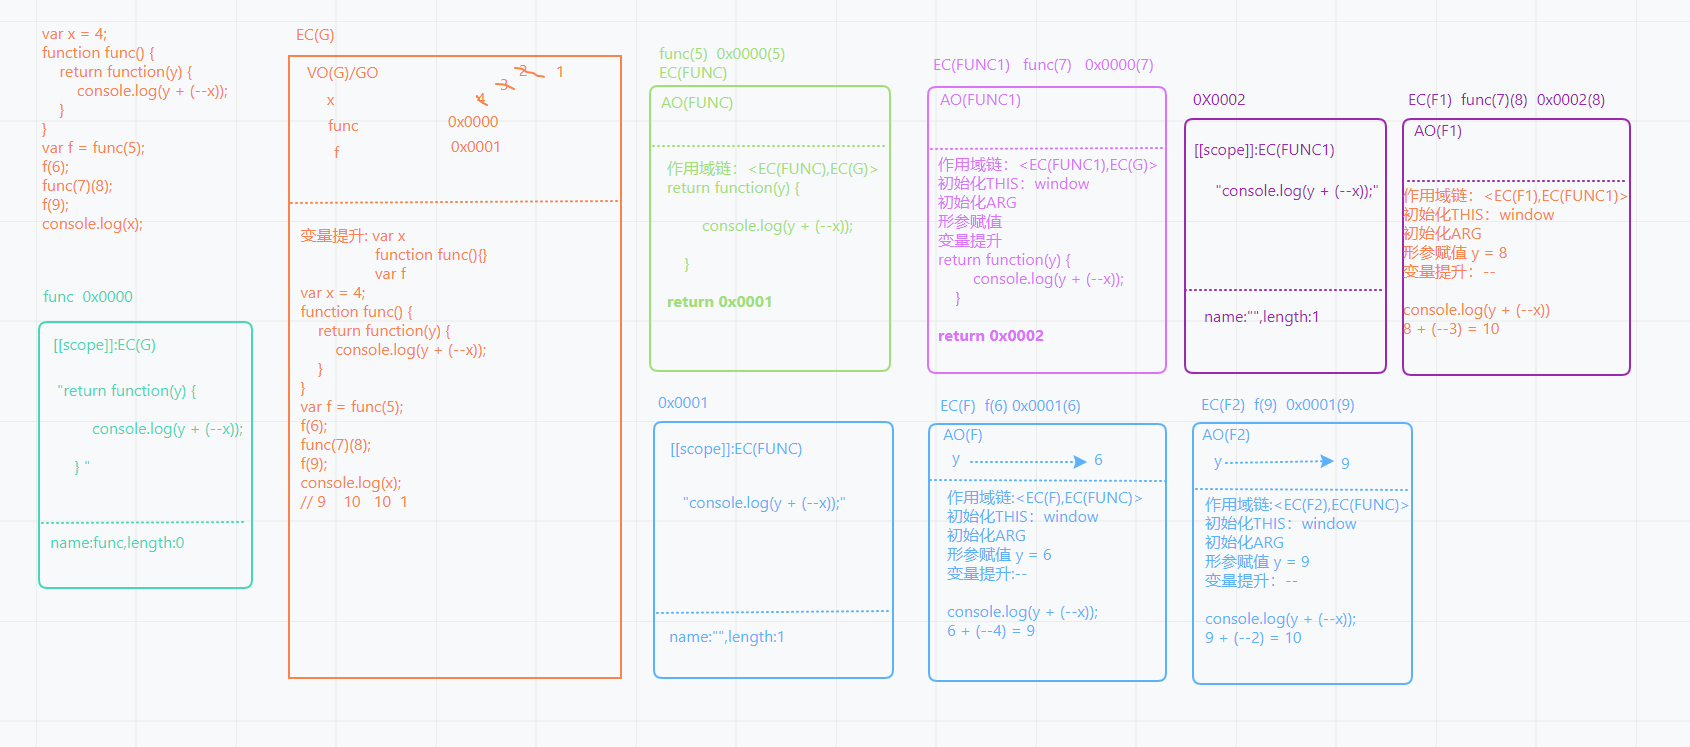 var x = 4;
function func() {
return function(y) {
console.log(y + (--x));
}
}
var f = func(5);
f(6);
func(7)(8);
f(9);
console.log(x);
func 0x0000
[[scope]]:EC(G)
"return function(y) {
console.log(y + (--x));
} "
name:func,length:0
EC(G)
VO(G)/GO
x 4 3 2 1
func 0x0000
f 0x0001
变量提升: var x
function func(){}
var f
var x = 4;
function func() {
return function(y) {
console.log(y + (--x));
}
}
var f = func(5);
f(6);
func(7)(8);
f(9);
console.log(x);
// 9 10 10 1
func(5) 0x0000(5)
EC(FUNC)
AO(FUNC)
作用域链：<EC(FUNC),EC(G)>
return function(y) {
console.log(y + (--x));
}
return 0x0001
EC(FUNC1) func(7) 0x0000(7)
AO(FUNC1)
作用域链：<EC(FUNC1),EC(G)>
初始化THIS：window
初始化ARG
形参赋值
变量提升
return function(y) {
console.log(y + (--x));
}
return 0x0002
0X0002
[[scope]]:EC(FUNC1)
"console.log(y + (--x));"
name:"",length:1
EC(F1) func(7)(8) 0x0002(8)
AO(F1)
作用域链：<EC(F1),EC(FUNC1)>
初始化THIS：window
初始化ARG
形参赋值 y = 8
变量提升：--
console.log(y + (--x))
8 + (--3) = 10
0x0001
[[scope]]:EC(FUNC)
"console.log(y + (--x));"
name:"",length:1
EC(F) f(6) 0x0001(6)
AO(F)
y 6
作用域链:<EC(F),EC(FUNC)>
初始化THIS：window
初始化ARG
形参赋值 y = 6
变量提升:--
console.log(y + (--x));
6 + (--4) = 9
EC(F2) f(9) 0x0001(9)
AO(F2)
y 9
作用域链:<EC(F2),EC(FUNC)>
初始化THIS：window
初始化ARG
形参赋值 y = 9
变量提升：--
console.log(y + (--x));
9 + (--2) = 10